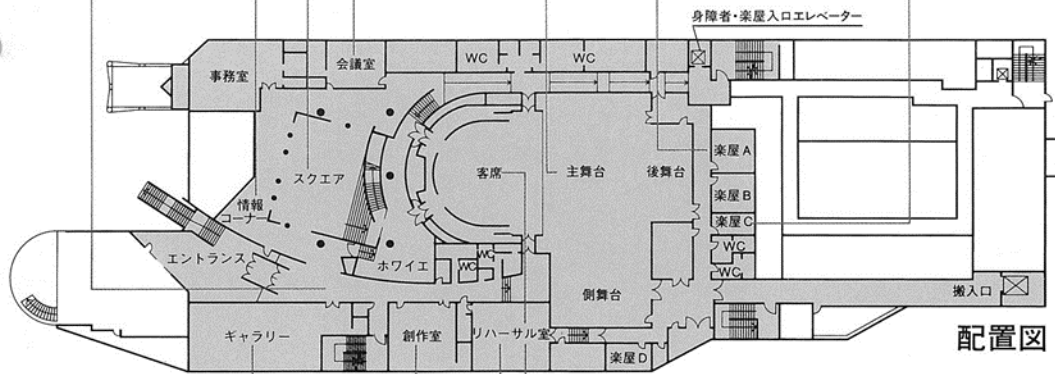 身障者・楽屋入口エレベーター
事務室
会議室
WC
WC
スクエア
客席
主舞台
後舞台
楽屋A
楽屋B
楽屋C
情報
コーナー
エントランス
ホワイエ
WC
WC
WC
WC
側舞台
搬入口
ギャラリー
創作室
リハーサル室
楽屋D
配置図